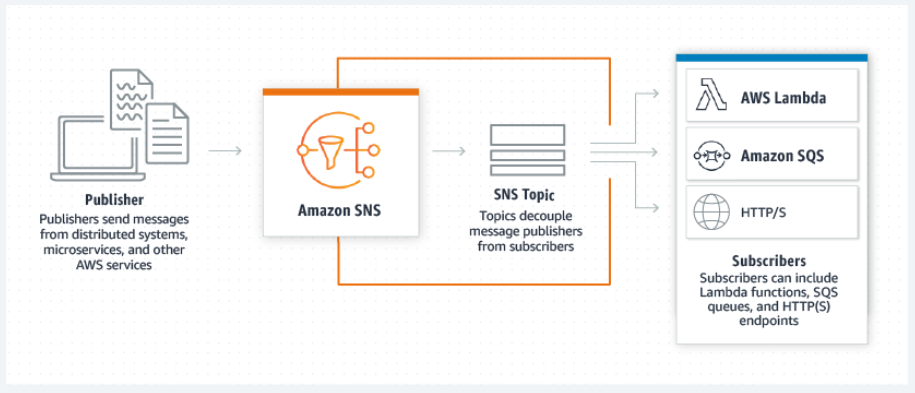 Publisher
Publishers send messages
from distributed systems,
microservices, and other
AWS services
Amazon SNS
SNS Topic
Topics decouple
message publishers
from subscribers
AWS Lambda
Amazon SQS
HTTP/S
Subscribers
Subscribers can include
Lambda functions, SQS
queues, and HTTP(S)
endpoints